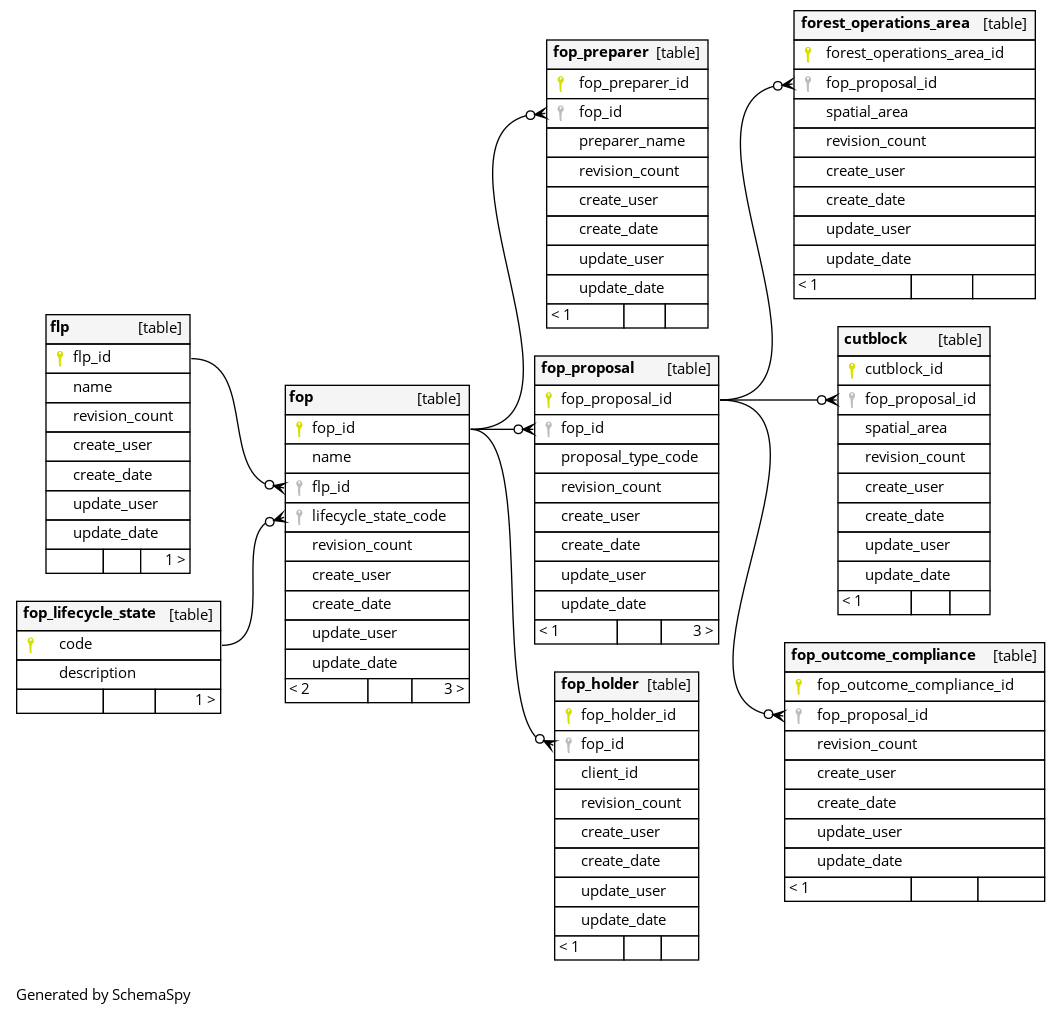 fop_preparer [table]
fop_preparer_id
fop_id
preparer_name
revision_count
create_user
create_date
update_user
update_date
< 1
forest_operations_area [table]
forest_operations_area_id
fop_proposal_id
spatial_area
revision_count
create_user
create_date
update_user
update_date
< 1
flp [table]
flp_id
name
revision_count
create_user
create_date
update_user
update_date
1 >
fop_lifecycle_state [table]
code
description
1 >
fop [table]
fop_id
name
flp_id
lifecycle_state_code
revision_count
create_user
create_date
update_user
update_date
< 2 3 >
fop_proposal [table]
fop_proposal_id
fop_id
proposal_type_code
revision_count
create_user
create_date
update_user
update_date
< 1 3 >
cutblock [table]
cutblock_id
fop_proposal_id
spatial_area
revision_count
create_user
create_date
update_user
update_date
< 1
fop_holder [table]
fop_holder_id
fop_id
client_id
revision_count
create_user
create_date
update_user
update_date
< 1
fop_outcome_compliance [table]
fop_outcome_compliance_id
fop_proposal_id
revision_count
create_user
create_date
update_user
update_date
< 1
Generated by SchemaSpy